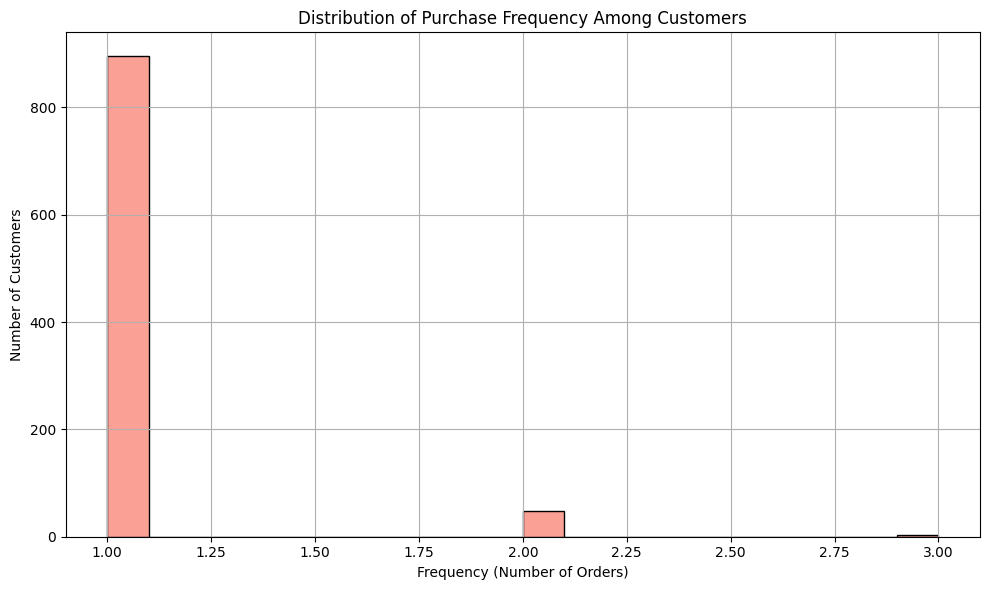 Distribution of Purchase Frequency Among Customers
Number of Customers
800
600
400
200
0
1.00 1.25 1.50 1.75 2.00 2.25 2.50 2.75 3.00
Frequency (Number of Orders)